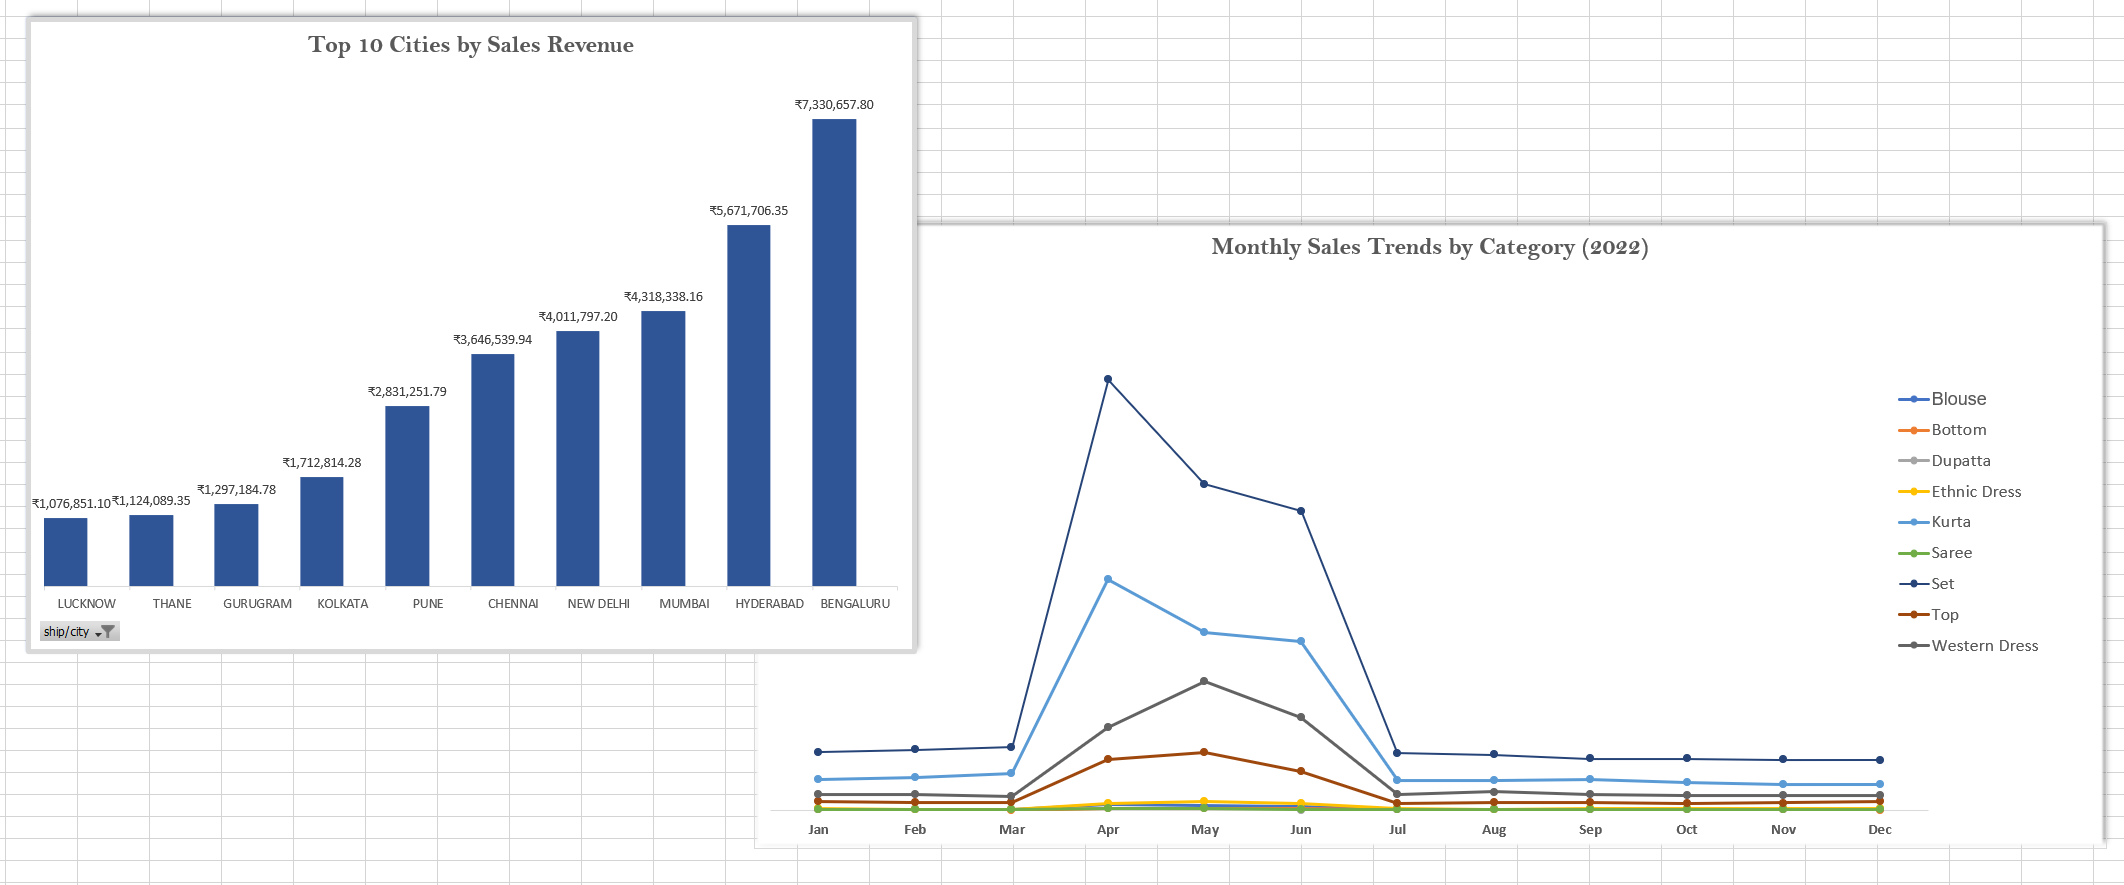 Top 10 Cities by Sales Revenue
₹7,330,657.80
₹5,671,706.35
₹4,318,338.16
₹4,011,797.20
₹3,646,539.94
₹2,831,251.79
₹1,712,814.28
₹1,297,184.78
₹1,076,851.10 ₹1,124,089.35
LUCKNOW THANE GURUGRAM KOLKATA PUNE CHENNAI NEW DELHI MUMBAI HYDERABAD BENGALURU
ship/city
Monthly Sales Trends by Category (2022)
Blouse
Bottom
Dupatta
Ethnic Dress
Kurta
Saree
Set
Top
Western Dress
Jan Feb Mar Apr May Jun Jul Aug Sep Oct Nov Dec